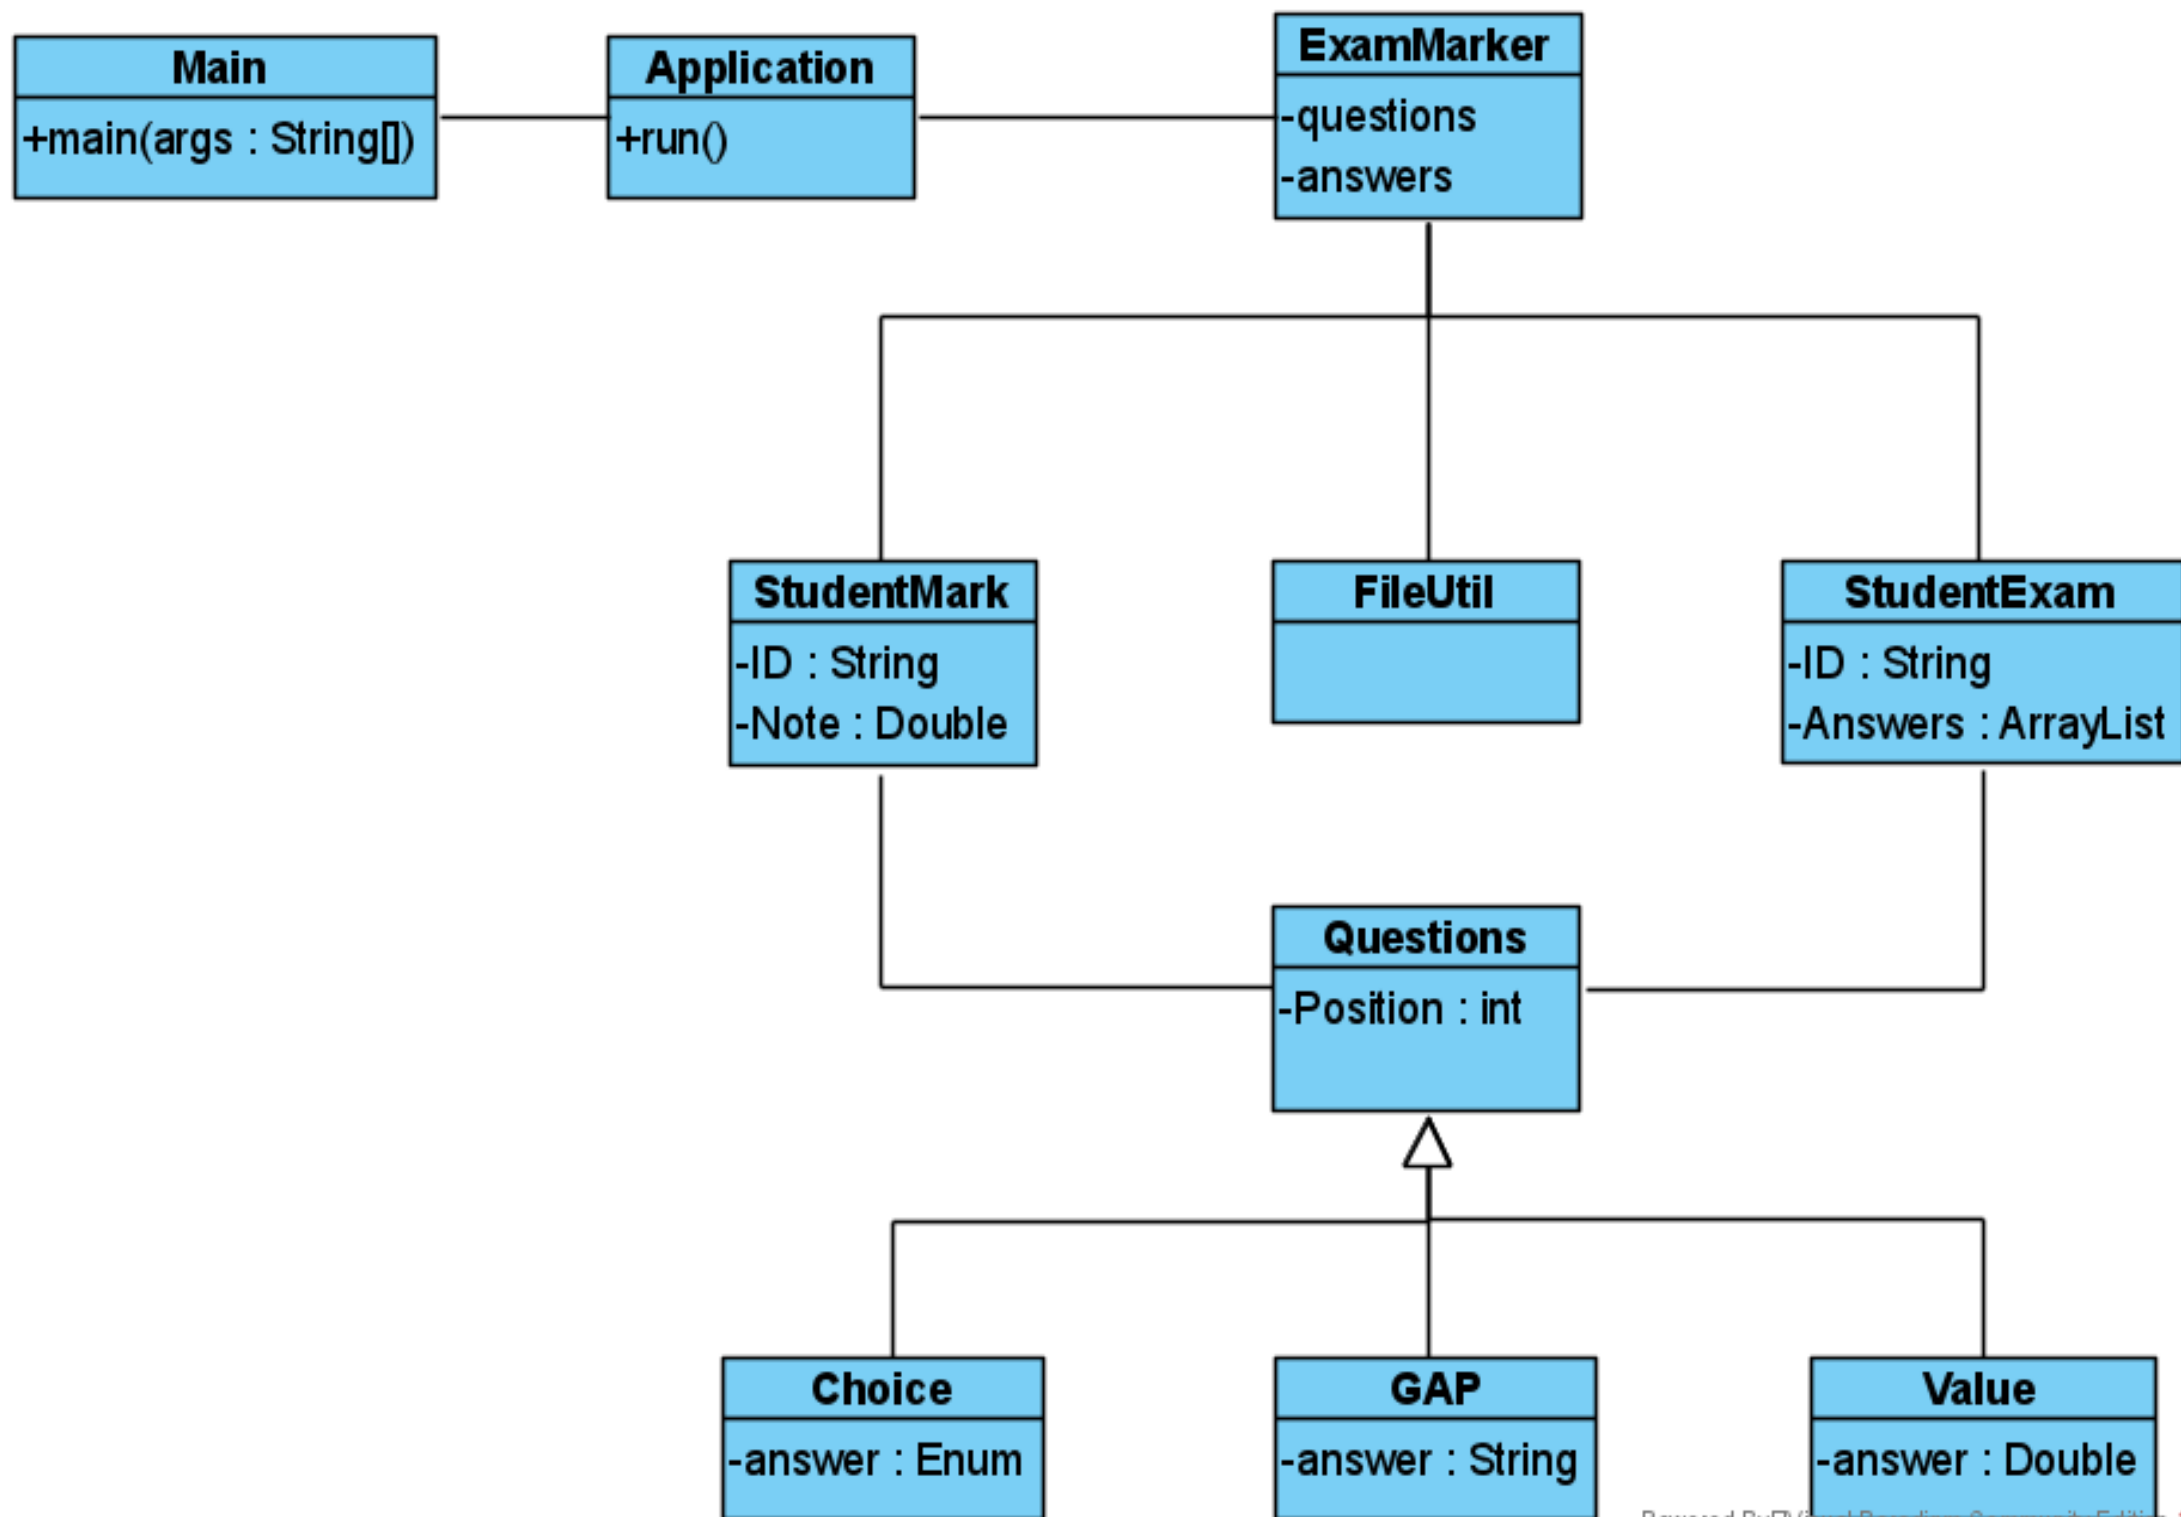 Main
+main(args : String[])
Application
+run()
ExamMarker
-questions
-answers
StudentMark
-ID : String
-Note : Double
FileUtil
StudentExam
-ID : String
-Answers : ArrayList
Questions
-Position : int
Choice
-answer : Enum
GAP
-answer : String
Value
-answer : Double